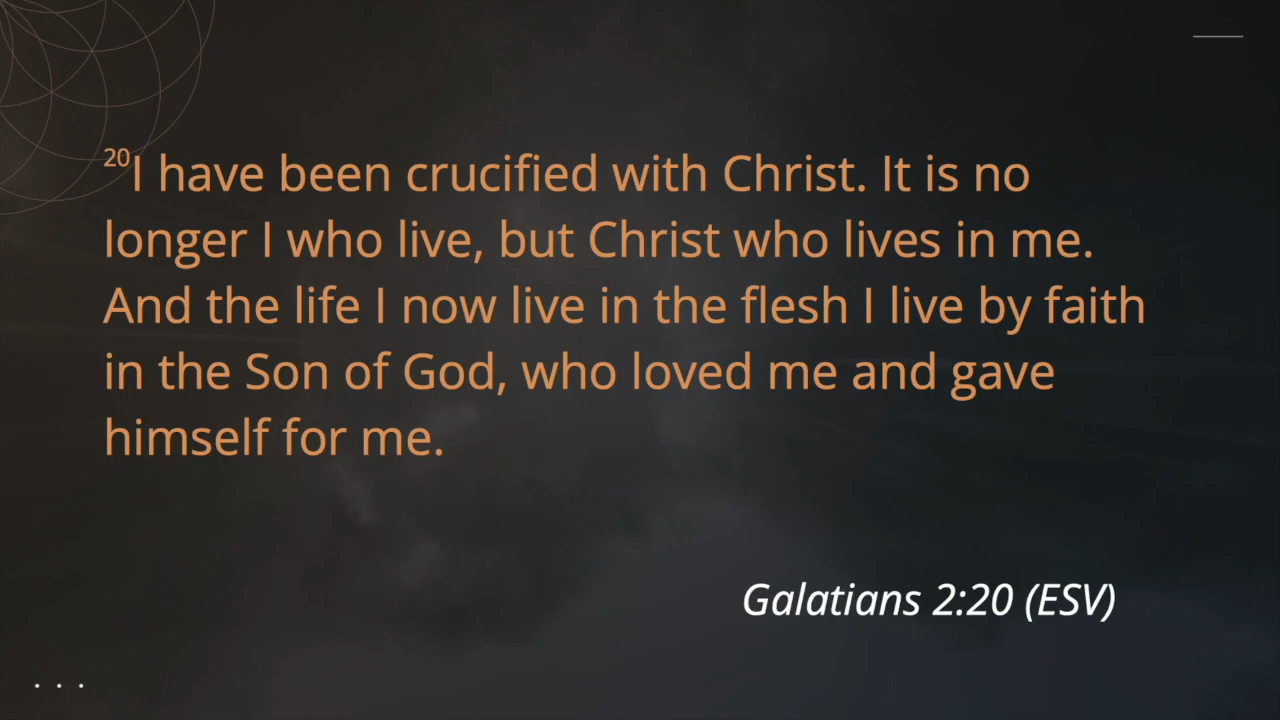 20I have been crucified with Christ. It is no
longer I who live, but Christ who lives in me.
And the life I now live in the flesh I live by faith
in the Son of God, who loved me and gave
himself for me.
Galatians 2:20 (ESV)